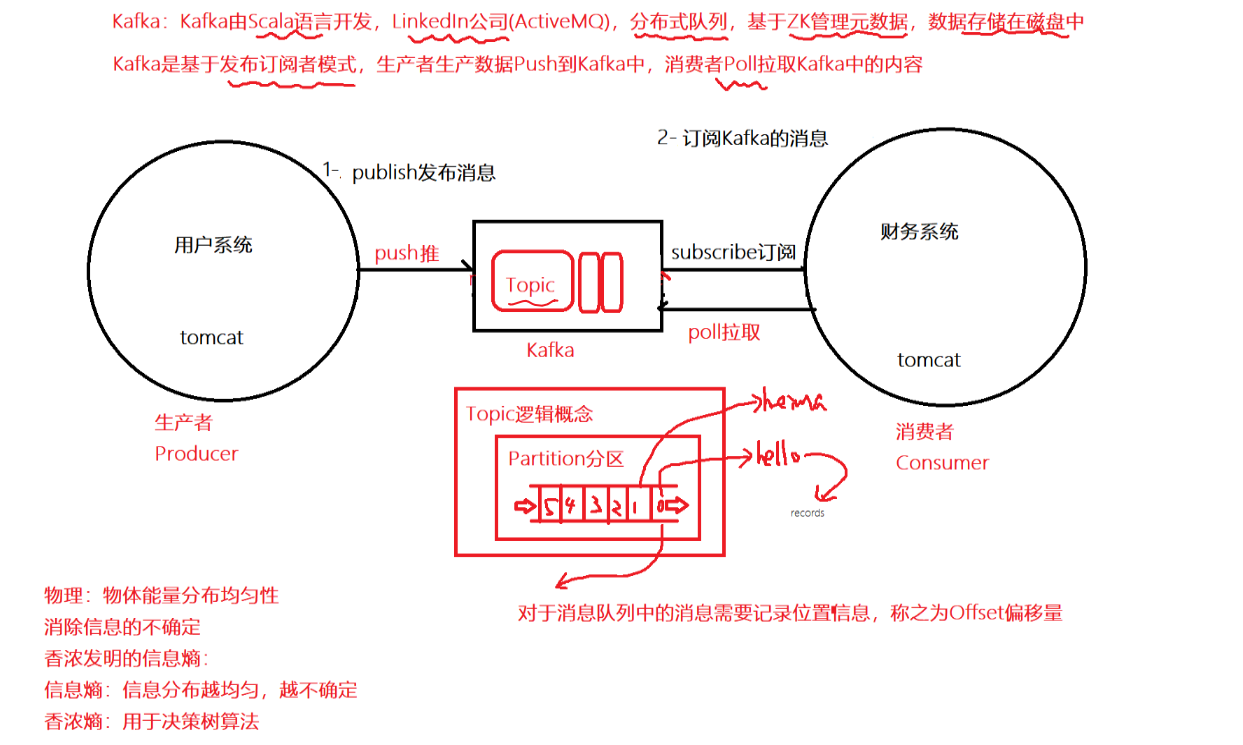 Kafka：Kafka由Scala语言开发，LinkedIn公司(ActiveMQ)，分布式队列，基于ZK管理元数据，数据存储在磁盘中
Kafka是基于发布订阅者模式，生产者生产数据Push到Kafka中，消费者Poll拉取Kafka中的内容
2- 订阅Kafka的消息
1-. publish发布消息
用户系统
财务系统
push推
subscribe订阅
Topic
tomcat
poll拉取
Kafka
tomcat
Topic逻辑概念
heima
生产者
消费者
Producer
Partition分区
hello
Consumer
5 4 3 2 1 0
records
物理：物体能量分布均匀性
对于消息队列中的消息需要记录位置信息，称之为Offset偏移量
消除信息的不确定
香浓发明的信息熵：
信息熵：信息分布越均匀，越不确定
香浓熵：用于决策树算法